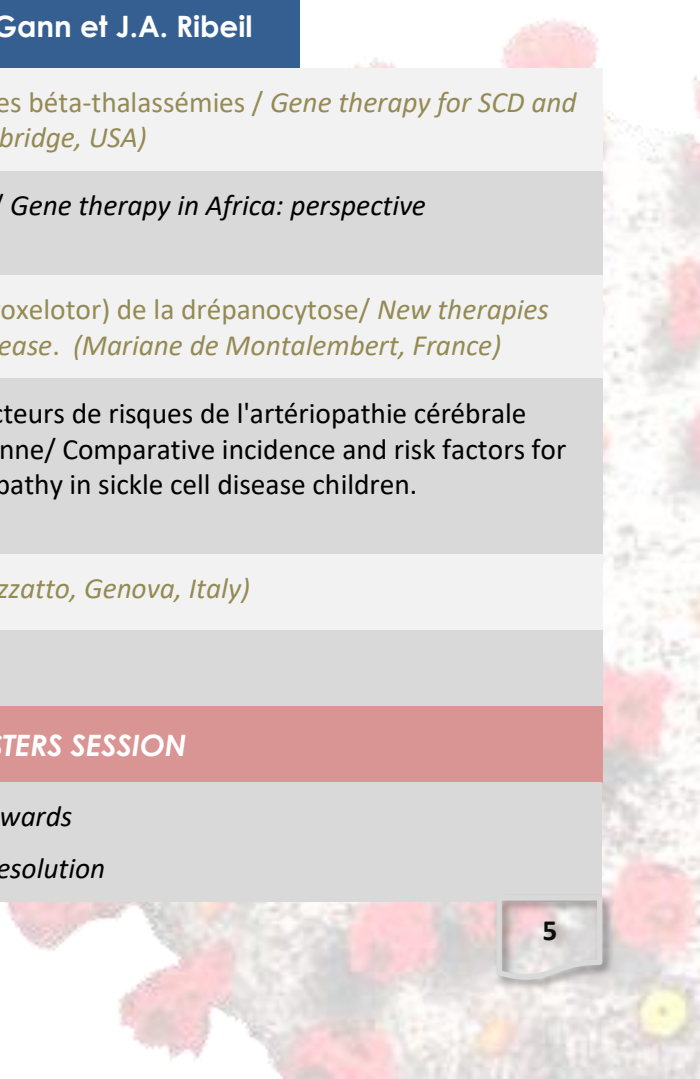 Gann et J.A. Ribeil
es béta-thalassémies / Gene therapy for SCD and
bridge, USA)
/ Gene therapy in Africa: perspective
oxelotor) de la drépanocytose/ New therapies
ease. (Mariane de Montalembert, France)
cteurs de risques de l'artériopathie cérébrale
nne/ Comparative incidence and risk factors for
pathy in sickle cell disease children.
zzatto, Genova, Italy)
STERS SESSION
wards
esolution
5